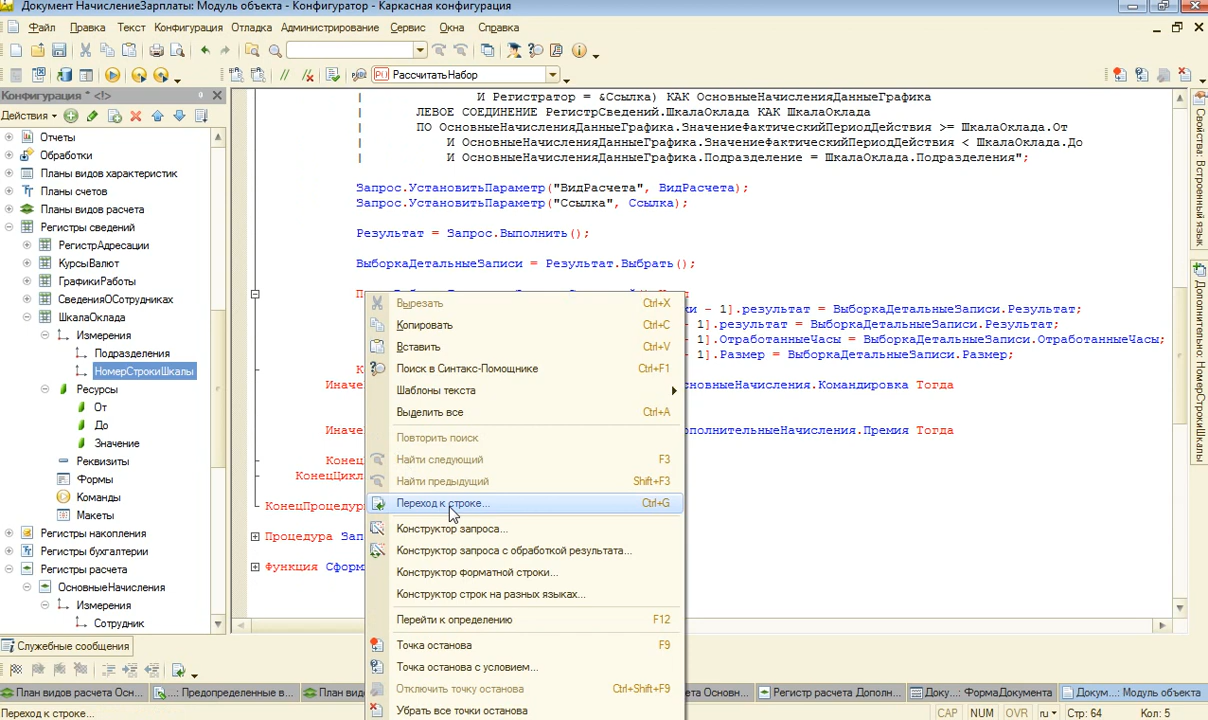 Документ НачислениеЗарплаты: Модуль объекта - Конфигуратор - Каркасная конфигурация
Файл Правка Текст Конфигурация Отладка Администрирование Сервис Окна Справка
РассчитатьНабор
Конфигурация * <!>
Действия
Отчеты
Обработки
Планы видов характеристик
Планы счетов
Планы видов расчета
Регистры сведений
РегистрАдресации
КурсыВалют
ГрафикиРаботы
СведенияОСотрудниках
ШкалаОклада
Измерения
Подразделения
НомерСтрокиШкалы
Ресурсы
От
До
Значение
Реквизиты
Формы
Команды
Макеты
Регистры накопления
Регистры бухгалтерии
Регистры расчета
ОсновныеНачисления
Измерения
Сотрудник
| И Регистратор = &Ссылка) КАК ОсновныеНачисленияДанныеГрафика
| ЛЕВОЕ СОЕДИНЕНИЕ РегистрСведений.ШкалаОклада КАК ШкалаОклада
| ПО ОсновныеНачисленияДанныеГрафика.ЗначениеФактическийПериодДействия >= ШкалаОклада.От
| И ОсновныеНачисленияДанныеГрафика.ЗначениеФактическийПериодДействия < ШкалаОклада.До
| И ОсновныеНачисленияДанныеГрафика.Подразделение = ШкалаОклада.Подразделения";
Запрос.УстановитьПараметр("ВидРасчета", ВидРасчета);
Запрос.УстановитьПараметр("Ссылка", Ссылка);
Результат = Запрос.Выполнить();
ВыборкаДетальныеЗаписи = Результат.Выбрать();
ки - 1].результат = ВыборкаДетальныеЗаписи.Результат;
- 1].результат = ВыборкаДетальныеЗаписи.Результат;
- 1].ОтработанныеЧасы = ВыборкаДетальныеЗаписи.ОтработанныеЧасы;
- 1].Размер = ВыборкаДетальныеЗаписи.Размер;
Иначе сновныеНачисления.Командировка Тогда
Иначе ополнительныеНачисления.Премия Тогда
Конец
КонецЦикл
КонецПроцедуры
Процедура Зап
Функция Сформ
Вырезать Ctrl+X
Копировать Ctrl+C
Вставить Ctrl+V
Поиск в Синтакс-Помощнике Ctrl+F1
Шаблоны текста
Выделить все Ctrl+A
Повторить поиск
Найти следующий F3
Найти предыдущий Shift+F3
Переход к строке... Ctrl+G
Конструктор запроса...
Конструктор запроса с обработкой результата...
Конструктор форматной строки...
Конструктор строк на разных языках...
Перейти к определению F12
Точка останова F9
Точка останова с условием...
Отключить точку останова Ctrl+Shift+F9
Убрать все точки останова
Свойства: Встроенный язык
Дополнительно: НомерСтрокиШкалы
Служебные сообщения
План видов расчета Осн... ...: Предопределенные в... План вид а Основн... Регистр расчета Дополн... Доку...: ФормаДокумента Докум...: Модуль объекта
Переход к строке... CAP NUM OVR ru Стр: 64 Кол: 5